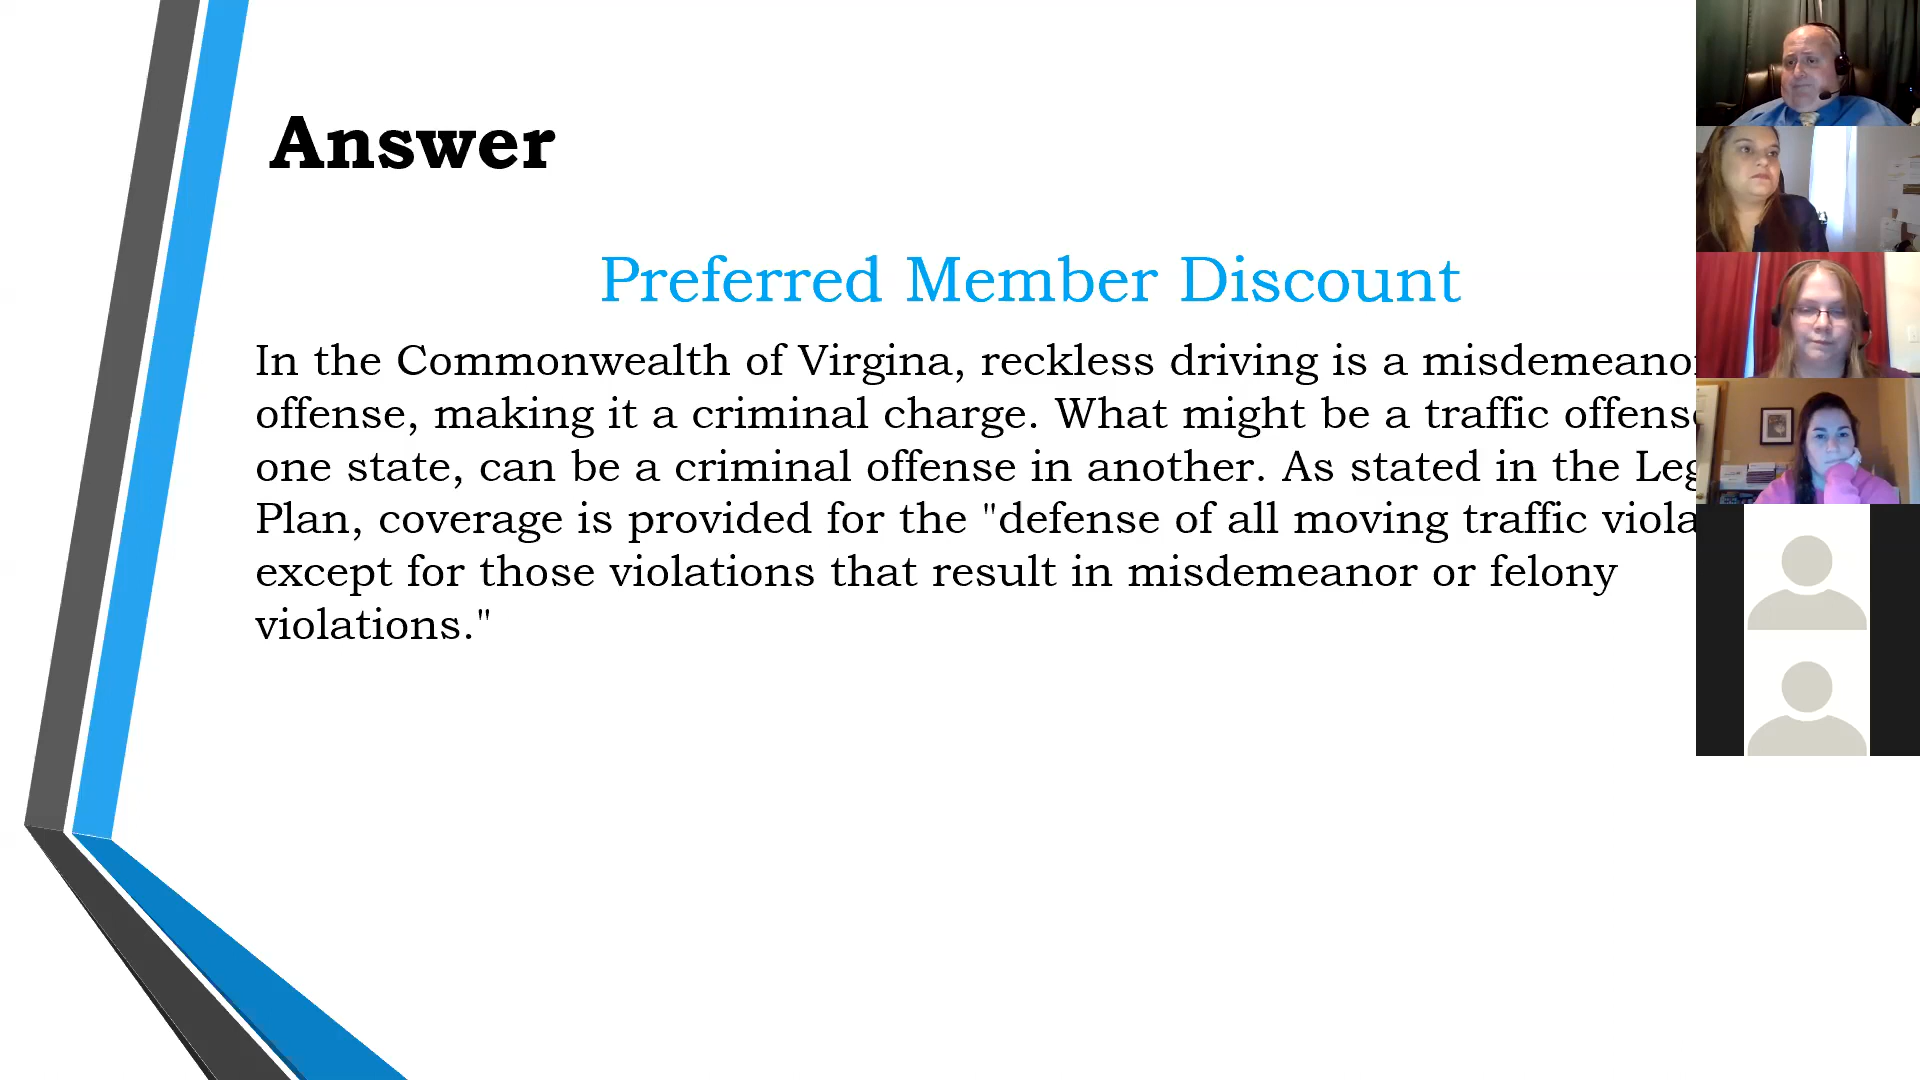 Answer
Preferred Member Discount
In the Commonwealth of Virgina, reckless driving is a misdemeanor
offense, making it a criminal charge. What might be a traffic offense
one state, can be a criminal offense in another. As stated in the Leg
Plan, coverage is provided for the "defense of all moving traffic viola
except for those violations that result in misdemeanor or felony
violations."